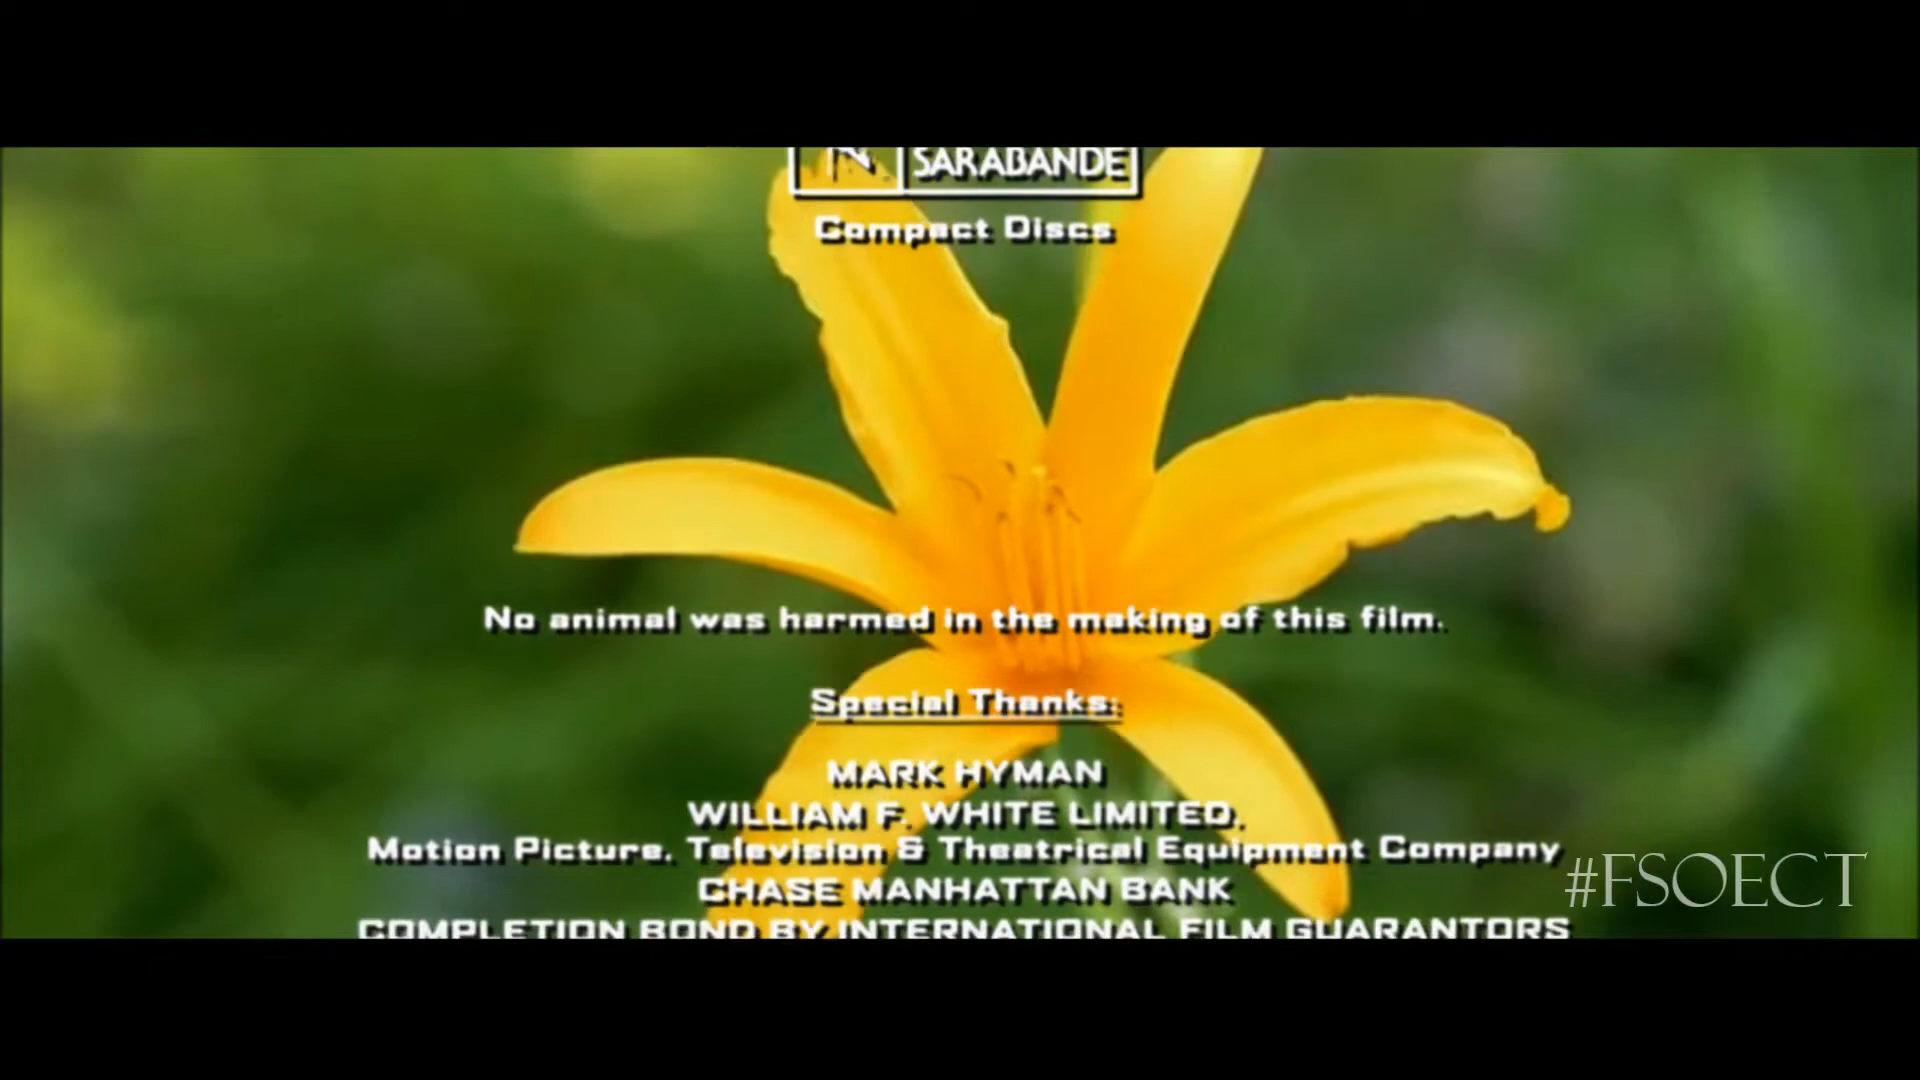 SARABANDE
Compact Discs
No animal was harmed in the making of this film.
Special Thanks:
MARK HYMAN
WILLIAM F. WHITE LIMITED.
Motion Picture, Television & Theatrical Equipment Company
CHASE MANHATTAN BANK
COMPLETION BOND BY INTERNATIONAL FILM GUARANTORS
#FSOECT